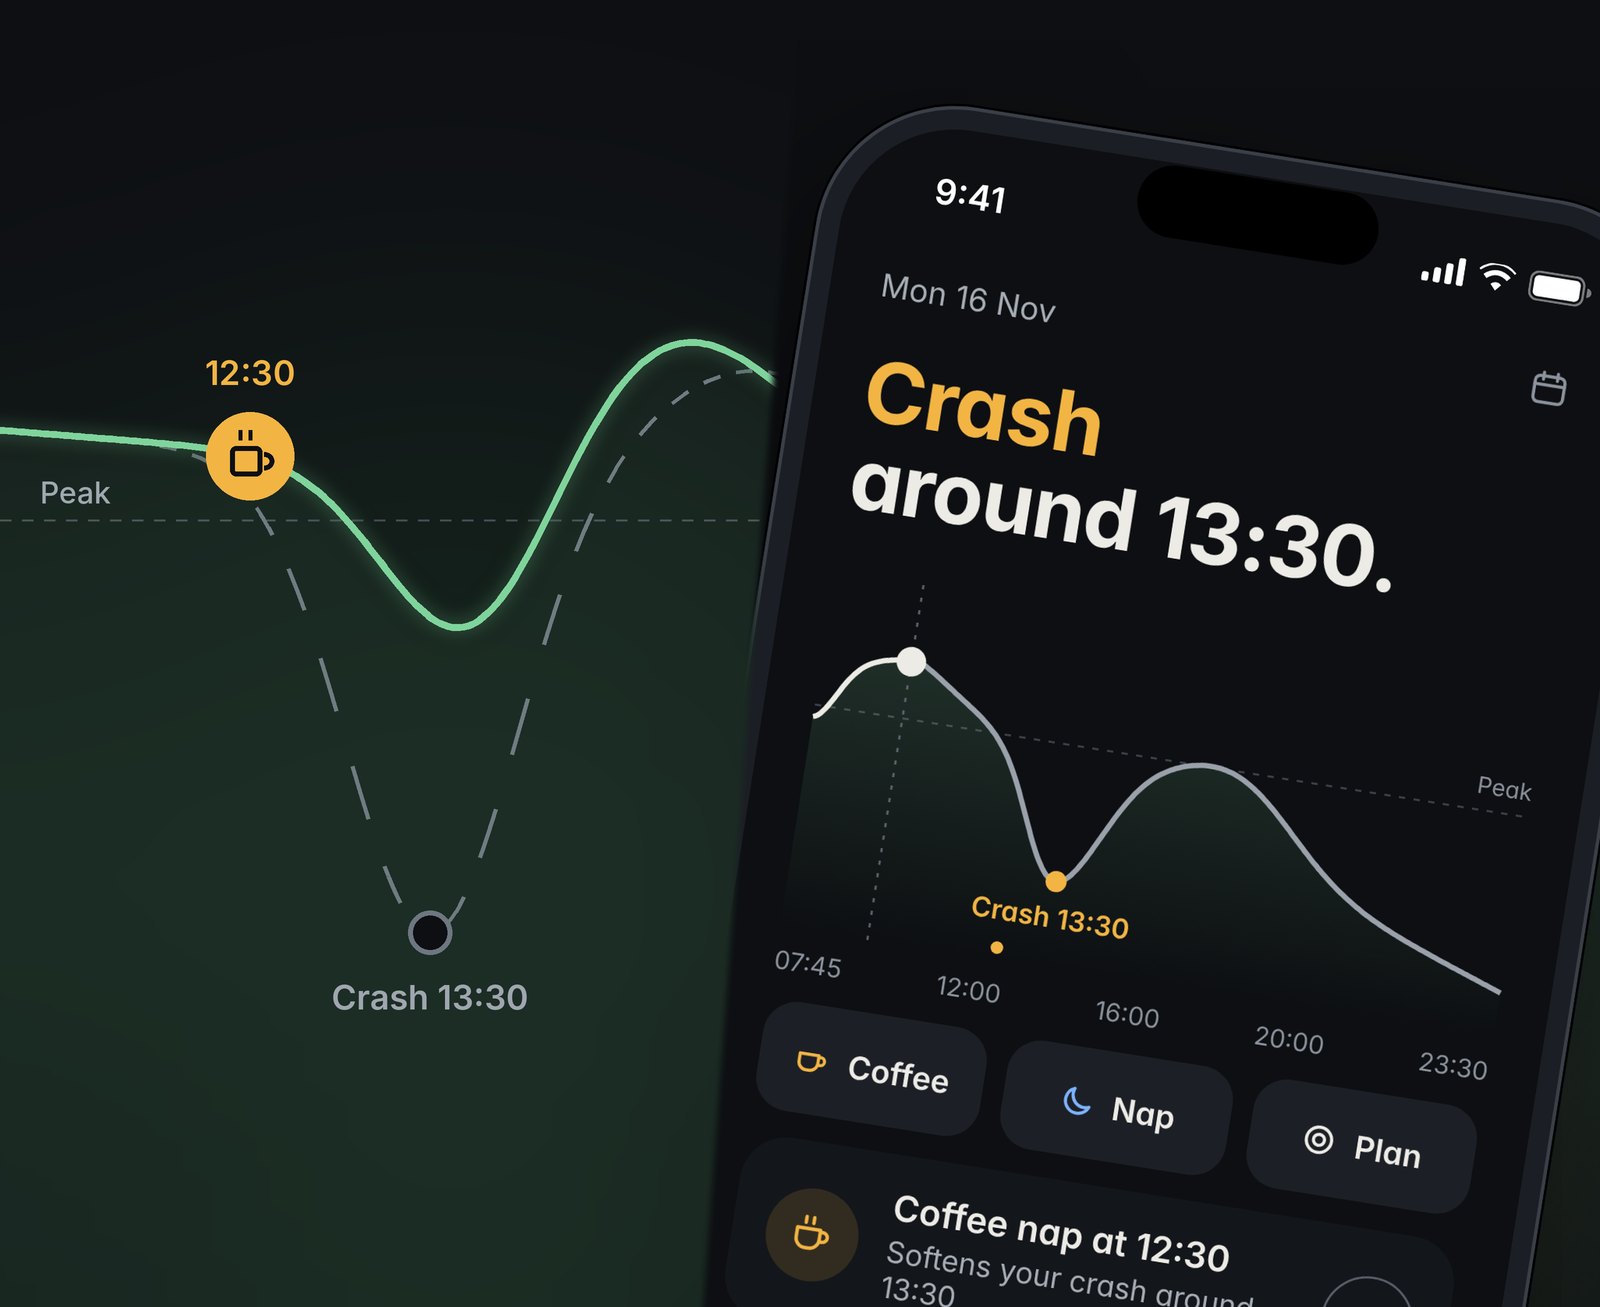 12:30
Peak
Crash 13:30
9:41
Mon 16 Nov
Crash
around 13:30.
Peak
Crash 13:30
07:45
12:00
16:00
20:00
23:30
Coffee
Nap
Plan
Coffee nap at 12:30
Softens your crash around
13:30